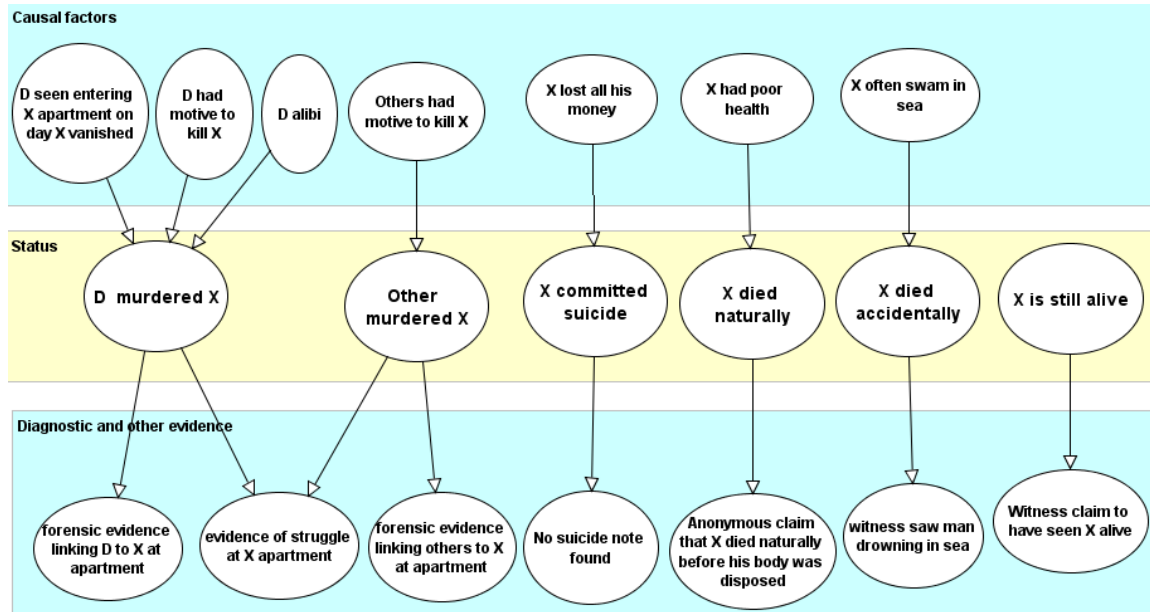 Causal factors
D seen entering
X apartment on
day X vanished
D had
motive to
kill X
D alibi
Others had
motive to kill X
X lost all his
money
X had poor
health
X often swam in
sea
Status
D murdered X
Other
murdered X
X committed
suicide
X died
naturally
X died
accidentally
X is still alive
Diagnostic and other evidence
forensic evidence
linking D to X at
apartment
evidence of struggle
at X apartment
forensic evidence
linking others to X
at apartment
No suicide note
found
Anonymous claim
that X died naturally
before his body was
disposed
witness saw man
drowning in sea
Witness claim to
have seen X alive